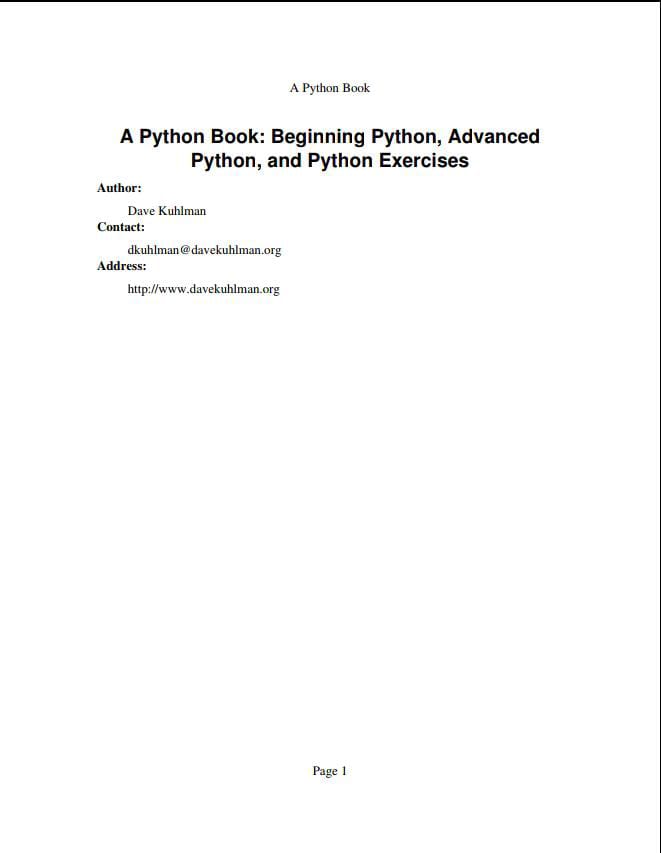 A Python Book
A Python Book: Beginning Python, Advanced
Python, and Python Exercises
Author:
Dave Kuhlman
Contact:
dkuhlman@davekuhlman.org
Address:
http://www.davekuhlman.org
Page 1